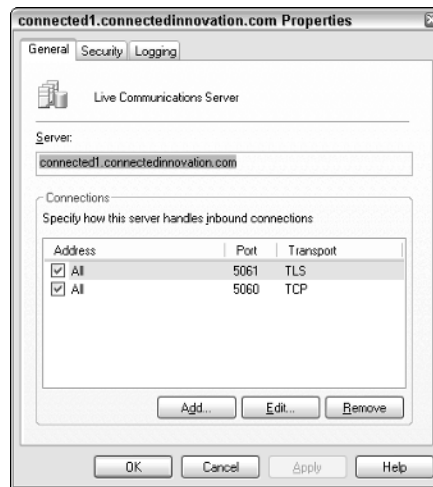 connected1.connectedinnovation.com Properties
General Security Logging
Live Communications Server
Server:
connected1.connectedinnovation.com
Connections
Specify how this server handles inbound connections
Address Port Transport
All 5061 TLS
All 5060 TCP
Add... Edit... Remove
OK Cancel Apply Help